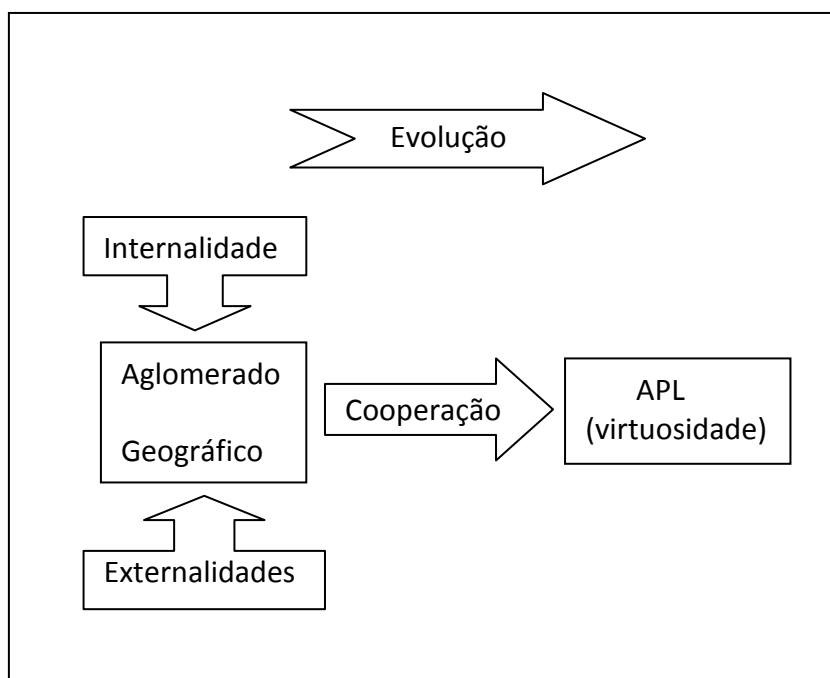 Evolução
Internalidade
Aglomerado
Geográfico
Cooperação
APL
(virtuosidade)
Externalidades